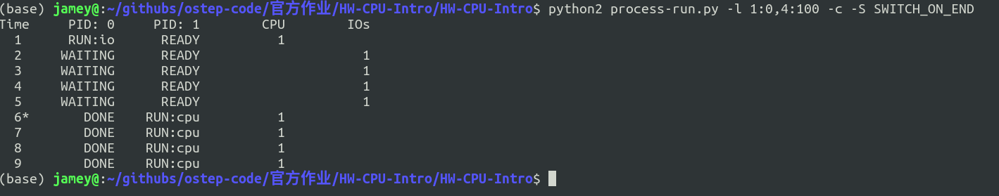 (base) jamey@:~/githubs/ostep-code/官方作业/HW-CPU-Intro/HW-CPU-Intro$ python2 process-run.py -l 1:0,4:100 -c -S SWITCH_ON_END
Time PID: 0 PID: 1 CPU IOs
1 RUN:io READY 1
2 WAITING READY 1
3 WAITING READY 1
4 WAITING READY 1
5 WAITING READY 1
6* DONE RUN:cpu 1
7 DONE RUN:cpu 1
8 DONE RUN:cpu 1
9 DONE RUN:cpu 1
(base) jamey@:~/githubs/ostep-code/官方作业/HW-CPU-Intro/HW-CPU-Intro$